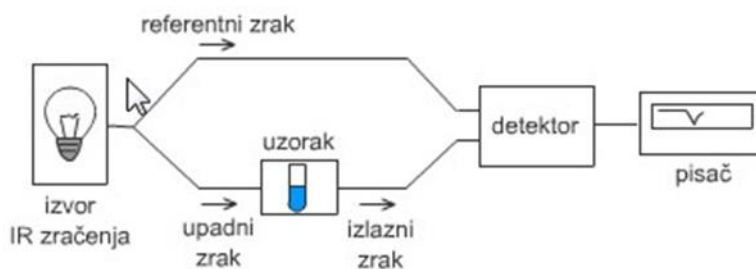 referentni zrak
uzorak
detektor
pisač
izvor
IR zračenja
upadni
zrak
izlazni
zrak